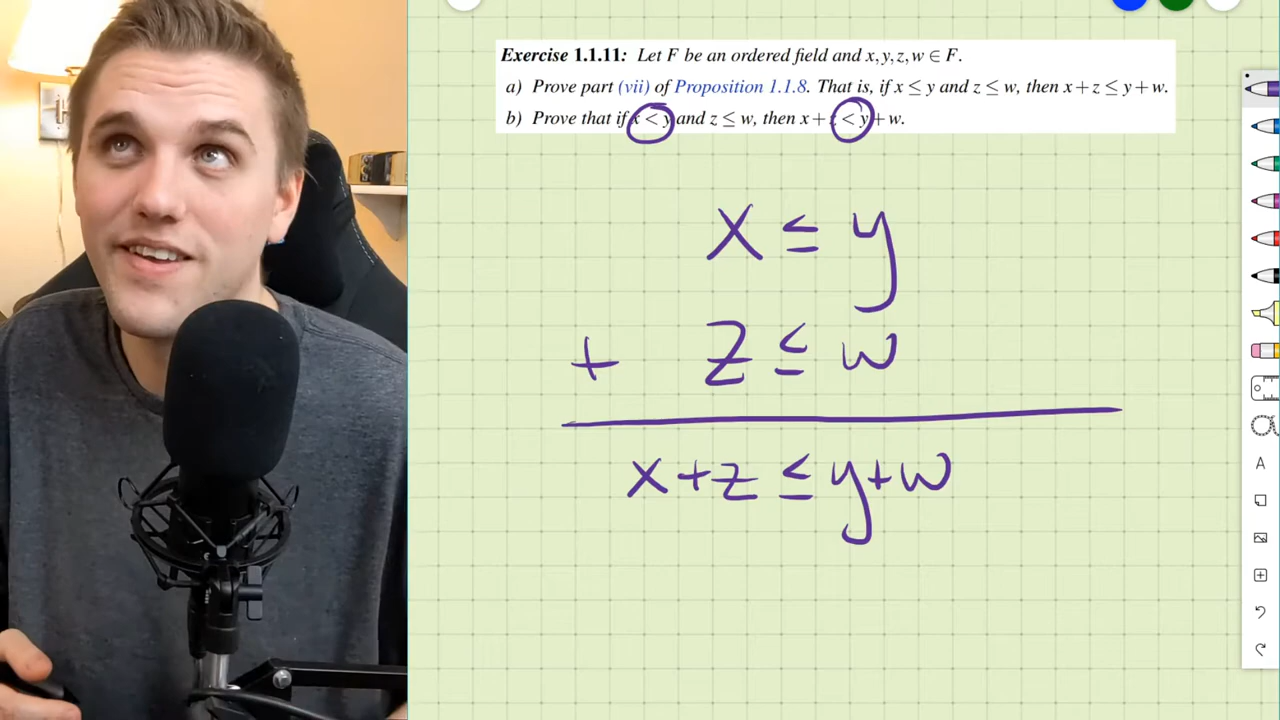 Exercise 1.1.11: Let F be an ordered field and x, y, z, w ∈ F.
a) Prove part (vii) of Proposition 1.1.8. That is, if x ≤ y and z ≤ w, then x + z ≤ y + w.
b) Prove that if x < y and z ≤ w, then x + z < y + w.
x ≤ y
+ z ≤ w
x+z ≤ y+w
A